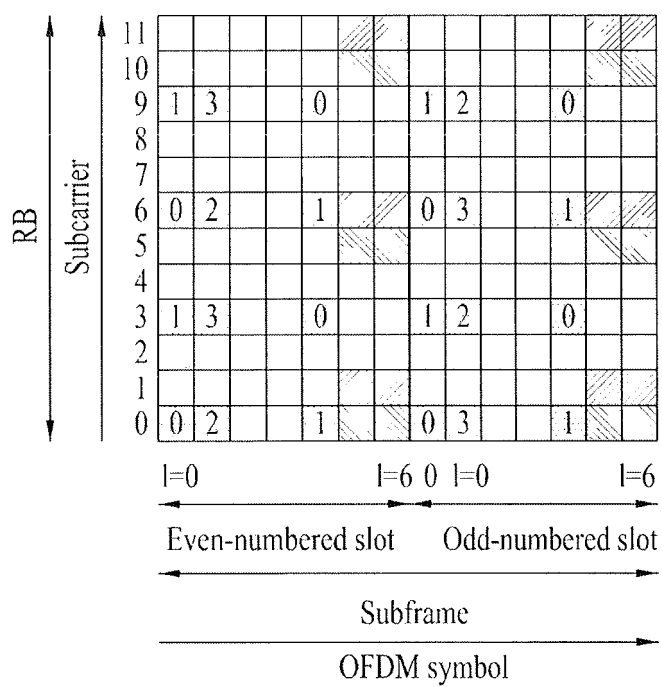 11
10
9 1 3 0 1 2 0
8
7
6 0 2 1 0 3 1
5
4
3 1 3 0 1 2 0
2
1
0 0 2 1 0 3 1
RB
Subcarrier
l=0 l=6 0 l=0 l=6
Even-numbered slot Odd-numbered slot
Subframe
OFDM symbol